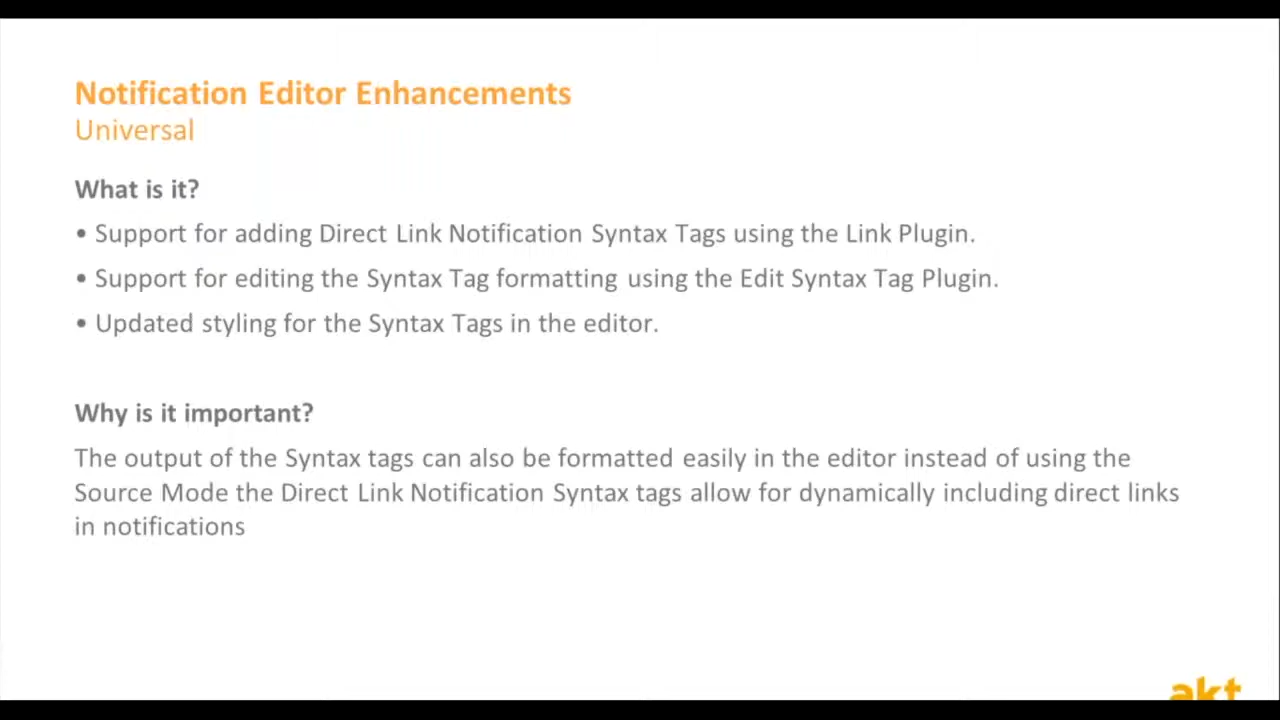 Notification Editor Enhancements
Universal
What is it?
• Support for adding Direct Link Notification Syntax Tags using the Link Plugin.
• Support for editing the Syntax Tag formatting using the Edit Syntax Tag Plugin.
• Updated styling for the Syntax Tags in the editor.
Why is it important?
The output of the Syntax tags can also be formatted easily in the editor instead of using the
Source Mode the Direct Link Notification Syntax tags allow for dynamically including direct links
in notifications
akt